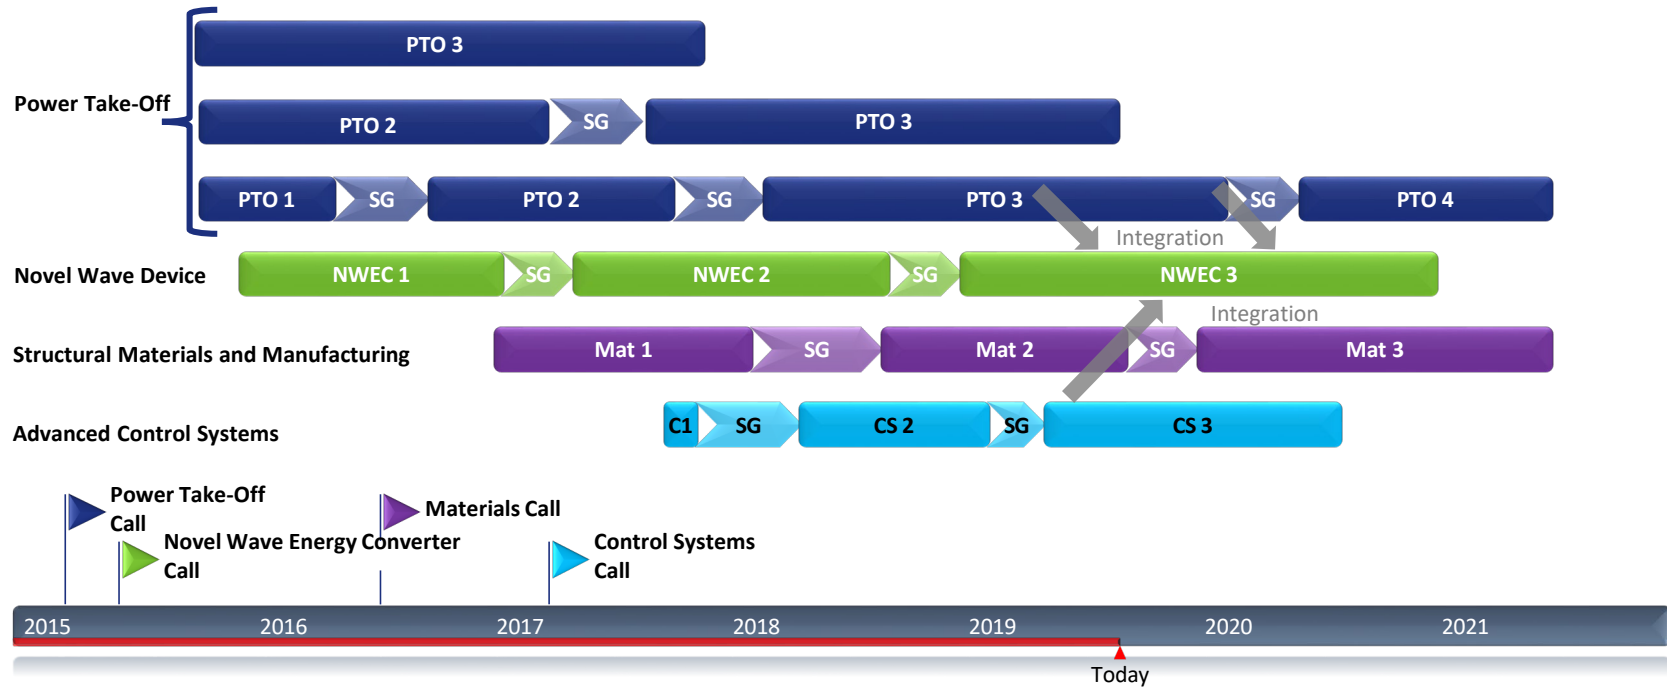 PTO 3
Power Take-Off
PTO 2 SG PTO 3
PTO 1 SG PTO 2 SG PTO 3 SG PTO 4
Integration
Novel Wave Device
NWEC 1 SG NWEC 2 SG NWEC 3
Integration
Structural Materials and Manufacturing
Mat 1 SG Mat 2 SG Mat 3
Advanced Control Systems
C1 SG CS 2 SG CS 3
Power Take-Off
Call
Materials Call
Novel Wave Energy Converter
Call
Control Systems
Call
2015 2016 2017 2018 2019 2020 2021
Today